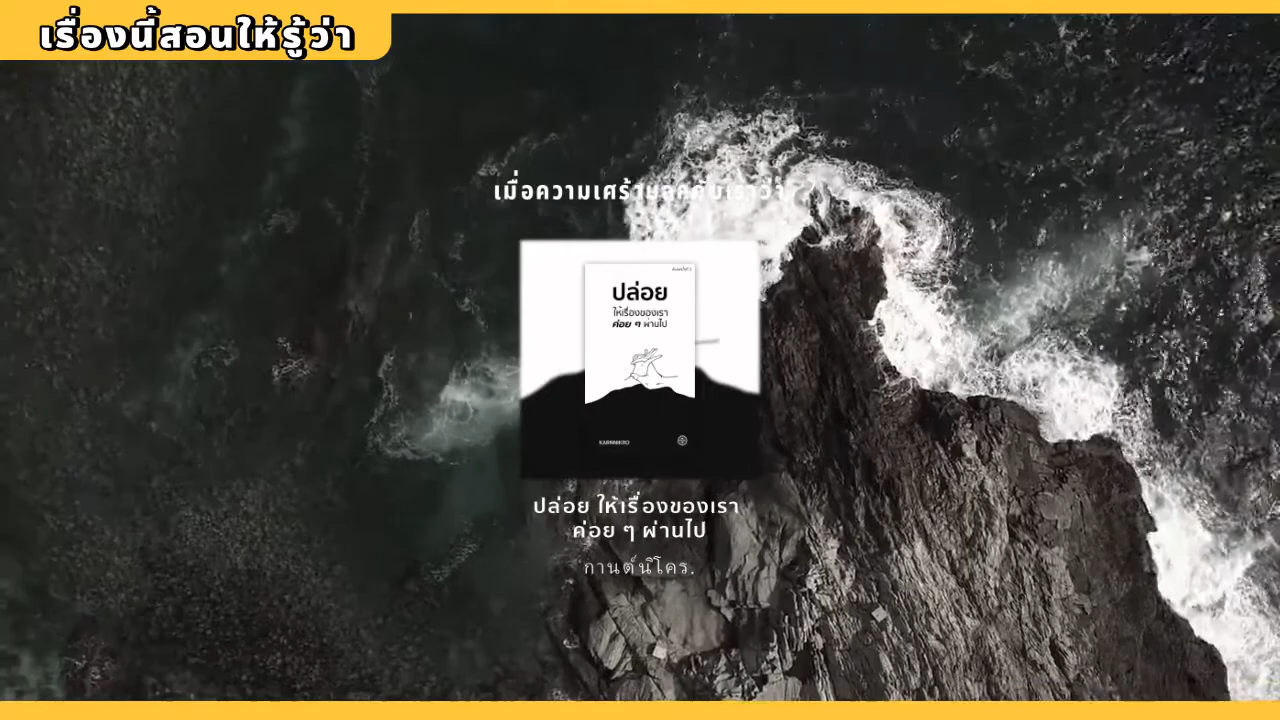 เรื่องนี้สอนให้รู้ว่า
เมื่อความเศร้า
ปล่อย
ให้เรื่องของเรา
ค่อย ๆ ผ่านไป
ปล่อย ให้เรื่องของเรา
ค่อย ๆ ผ่านไป
กานต์นิโคร.